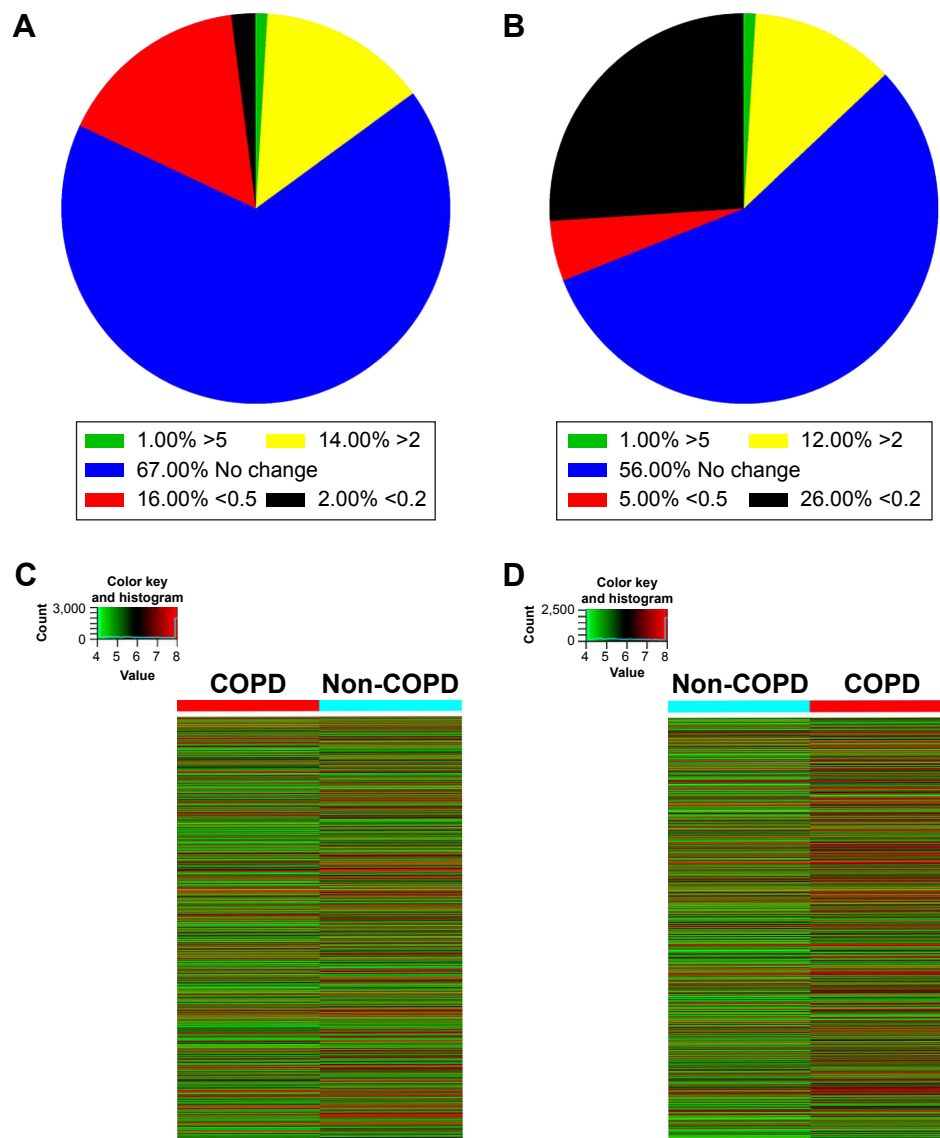 A
B
1.00% >5
14.00% >2
67.00% No change
16.00% <0.5
2.00% <0.2
1.00% >5
12.00% >2
56.00% No change
5.00% <0.5
26.00% <0.2
C
Color key
and histogram
3,000
0
Count
4 5 6 7 8
Value
COPD
Non-COPD
D
Color key
and histogram
2,500
0
Count
4 5 6 7 8
Value
Non-COPD
COPD